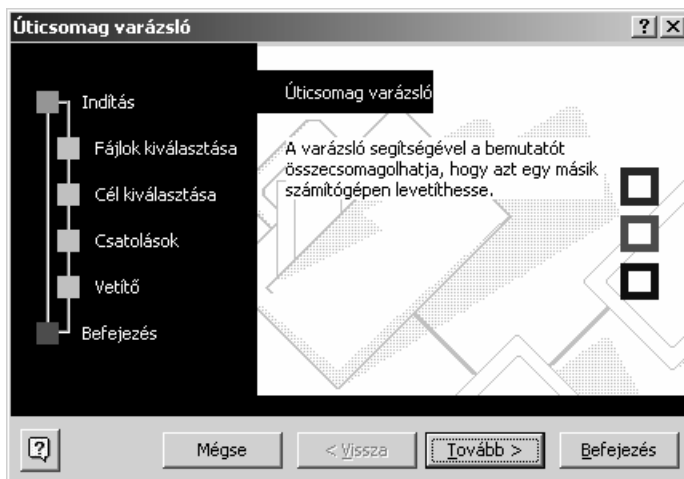 Úticsomag varázsló
Indítás
Fájlok kiválasztása
Cél kiválasztása
Csatolások
Vetítő
Befejezés
Úticsomag varázsló
A varázsló segítségével a bemutatót
összecsomagolhatja, hogy azt egy másik
számítógépen levetíthesse.
Mégse
< Vissza
Tovább >
Befejezés